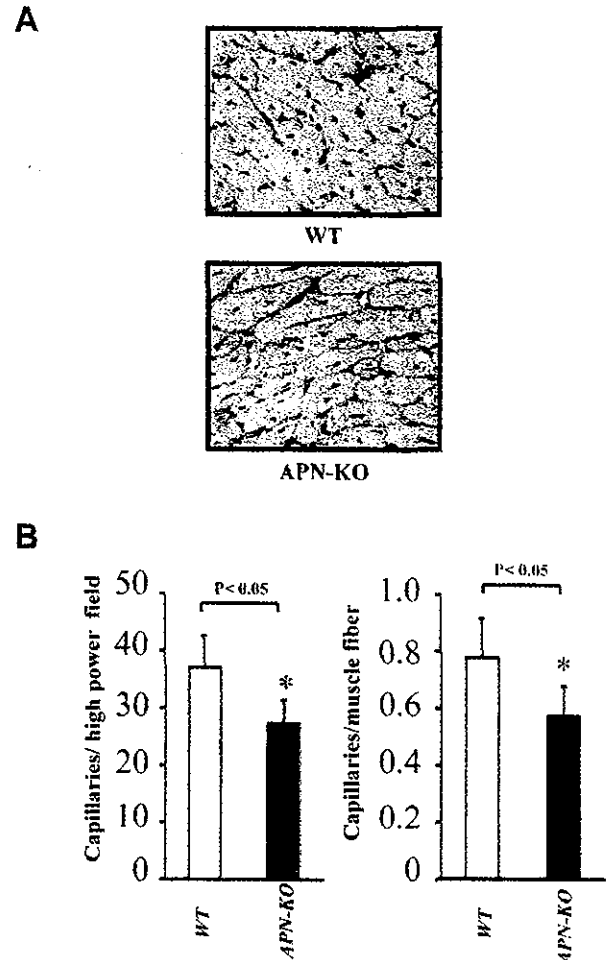 A
WT
APN-KO
B
Capillaries/ high power field
50
40
30
20
10
0
P< 0.05
*
WT
APN-KO
Capillaries/muscle fiber
1.0
0.8
0.6
0.4
0.2
0
P< 0.05
*
WT
APN-KO